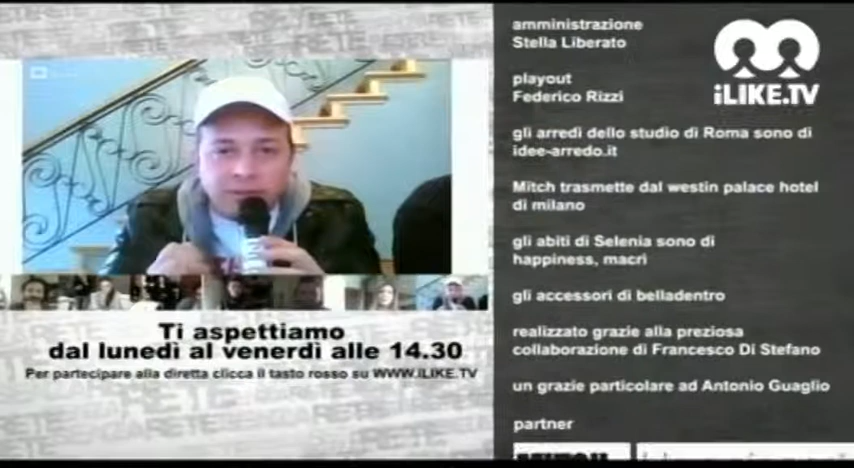 amministrazione
Stella Liberato
playout
Federico Rizzi
gli arredi dello studio di Roma sono di
idee-arredo.it
Mitch trasmette dal westin palace hotel
di milano
gli abiti di Selenia sono di
happiness, macrì
gli accessori di belladentro
realizzato grazie alla preziosa
collaborazione di Francesco Di Stefano
un grazie particolare ad Antonio Guaglio
partner
iLIKE.TV
Ti aspettiamo
dal lunedì al venerdì alle 14.30
Per partecipare alla diretta clicca il tasto rosso su WWW.iLIKE.TV